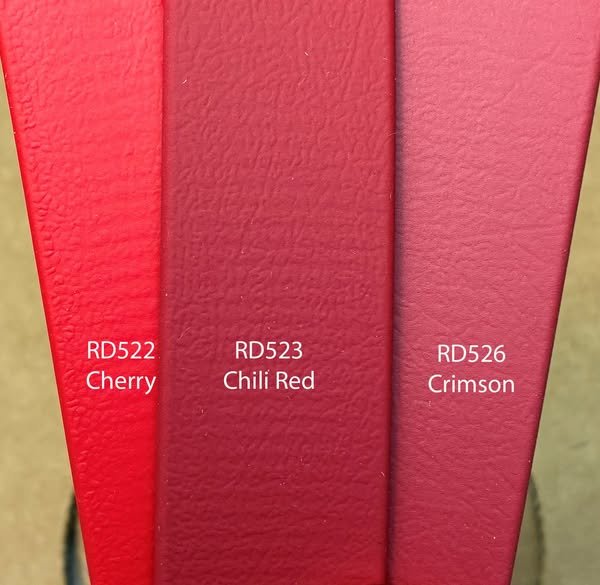 RD522
Cherry
RD523
Chili Red
RD526
Crimson